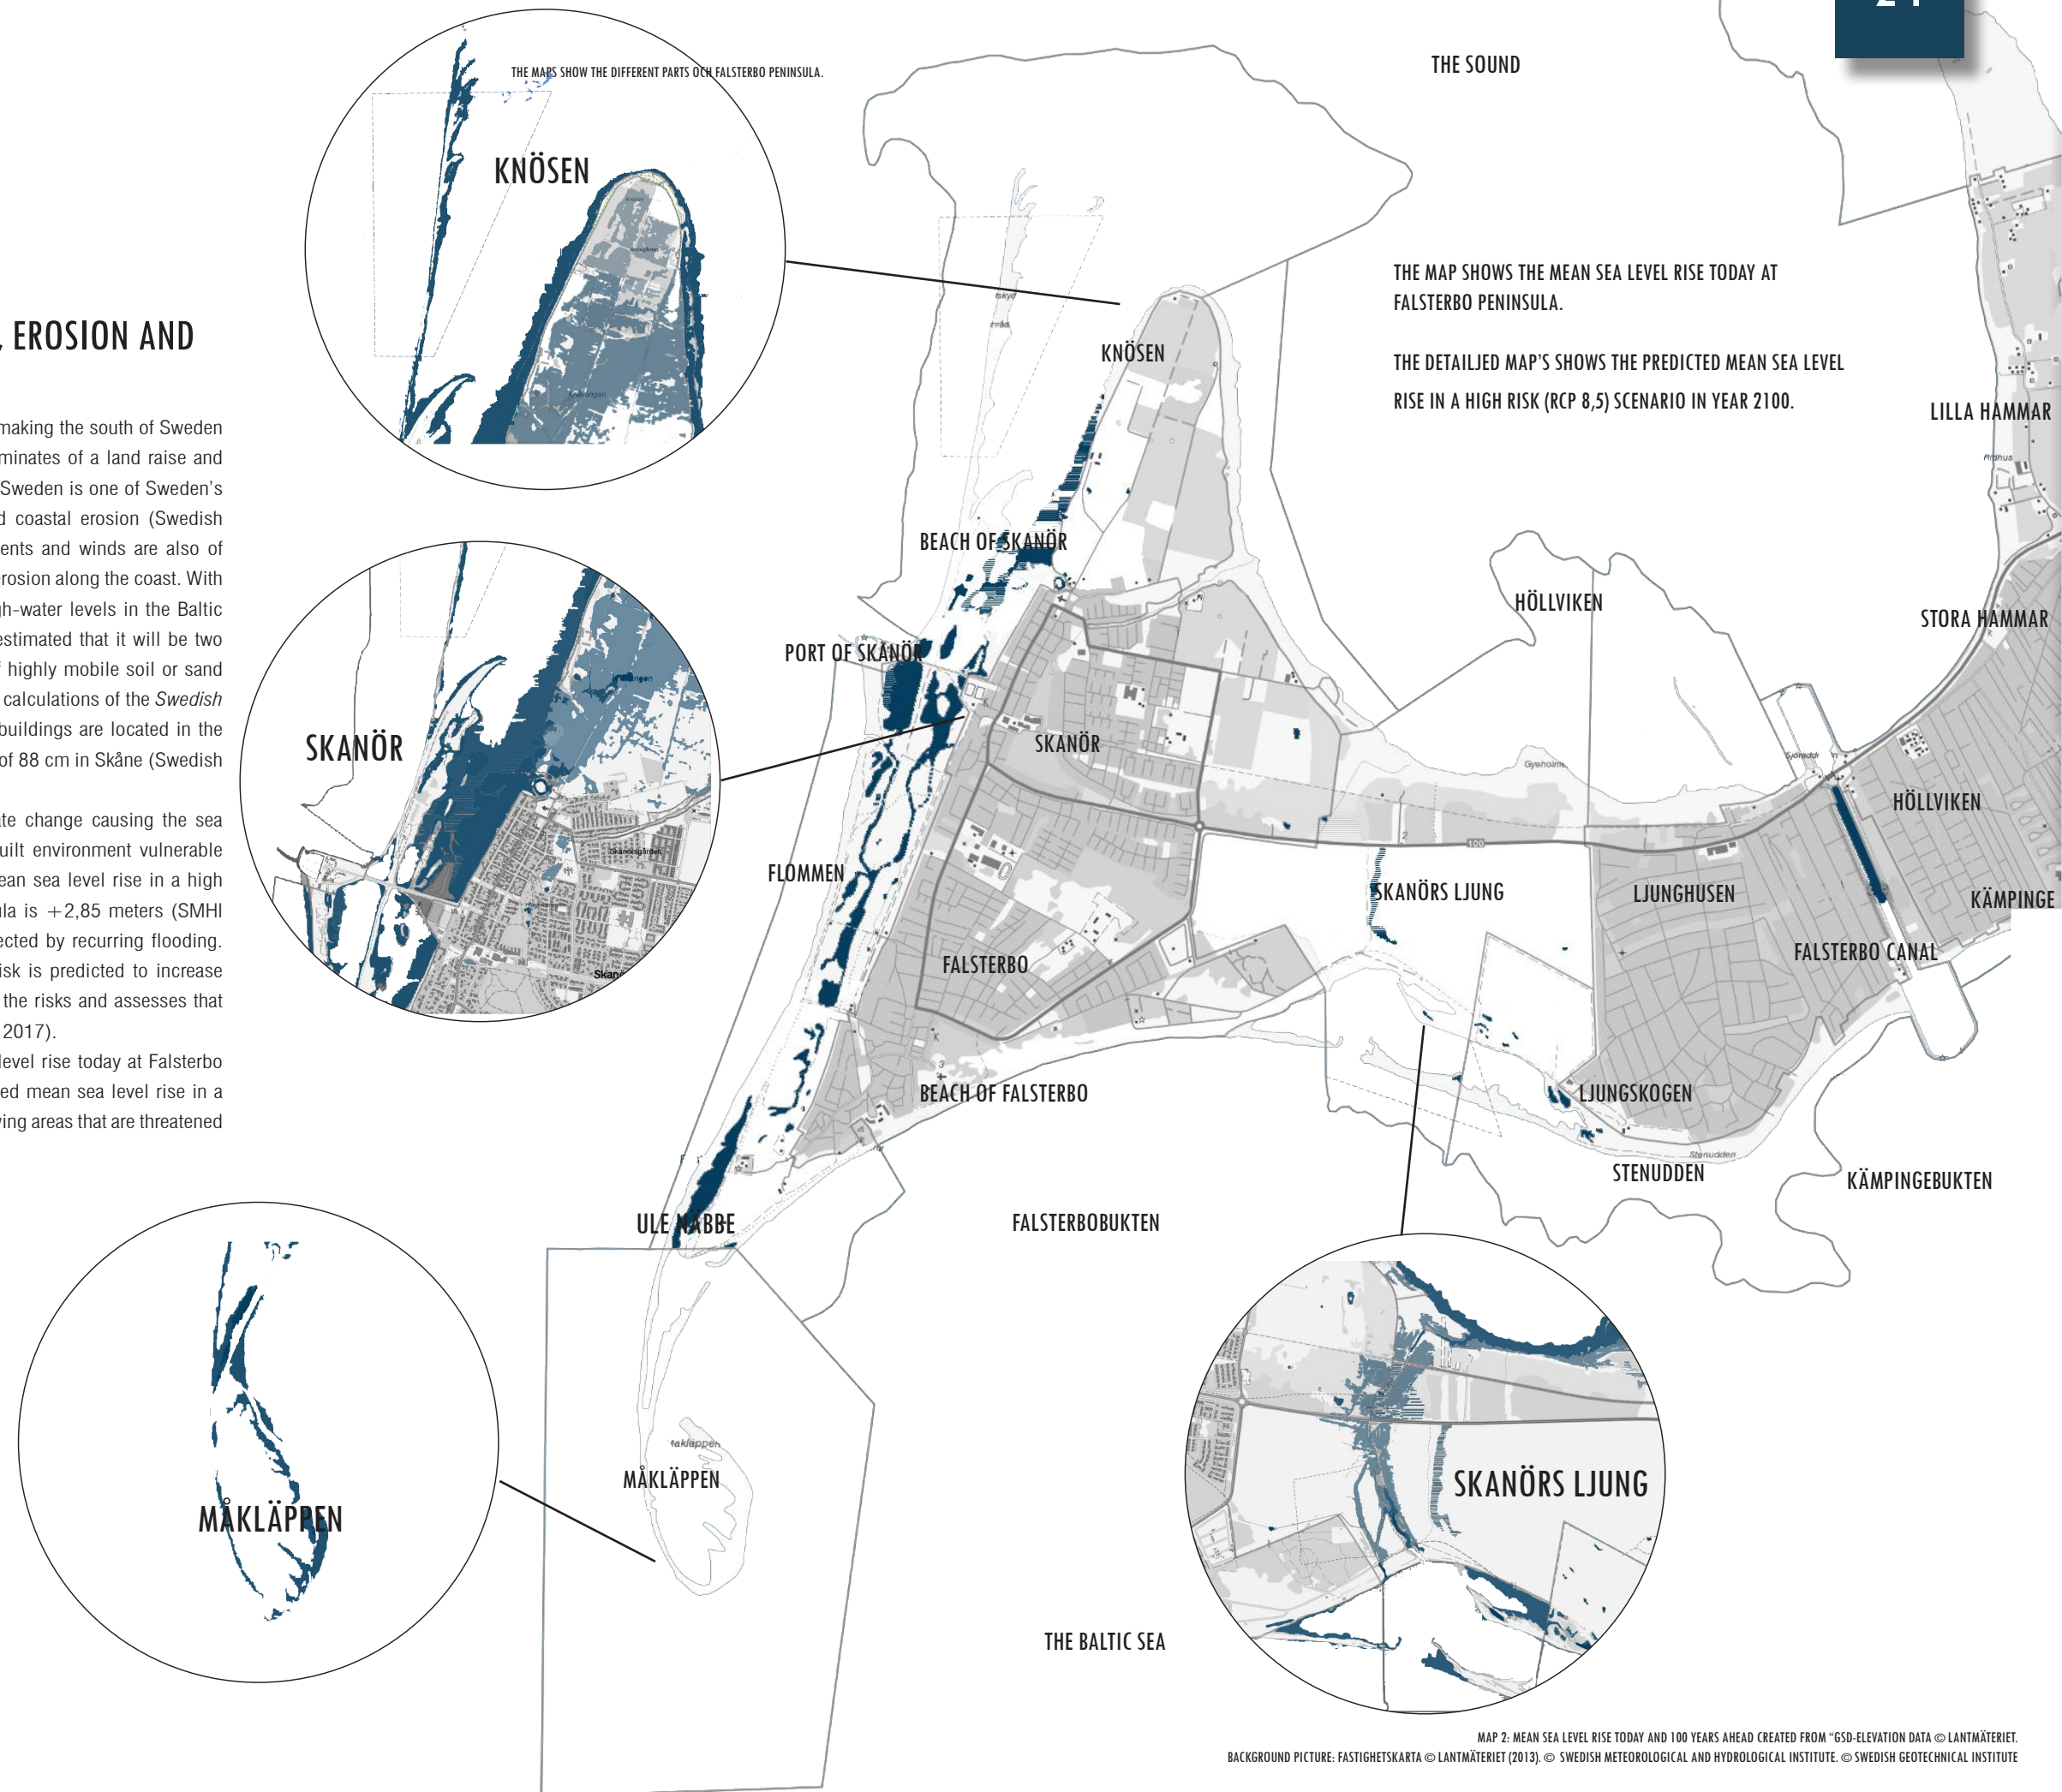 , EROSION AND
making the south of Sweden
minates of a land raise and
Sweden is one of Sweden's
d coastal erosion (Swedish
ents and winds are also of
erosion along the coast. With
gh-water levels in the Baltic
estimated that it will be two
f highly mobile soil or sand
calculations of the Swedish
buildings are located in the
of 88 cm in Skåne (Swedish
ate change causing the sea
uilt environment vulnerable
ean sea level rise in a high
ula is +2,85 meters (SMHI
ected by recurring flooding.
isk is predicted to increase
the risks and assesses that
2017).
level rise today at Falsterbo
ed mean sea level rise in a
ving areas that are threatened
THE MAPS SHOW THE DIFFERENT PARTS OCH FALSTERBO PENINSULA.
KNÖSEN
SKANÖR
Skanörsgården
MÅKLÄPPEN
THE SOUND
THE MAP SHOWS THE MEAN SEA LEVEL RISE TODAY AT
FALSTERBO PENINSULA.
THE DETAILJED MAP'S SHOWS THE PREDICTED MEAN SEA LEVEL
RISE IN A HIGH RISK (RCP 8,5) SCENARIO IN YEAR 2100.
KNÖSEN
LILLA HAMMAR
BEACH OF SKANÖR
HÖLLVIKEN
STORA HAMMAR
PORT OF SKANÖR
SKANÖR
HÖLLVIKEN
100
2
FLOMMEN
SKANÖRS LJUNG
LJUNGHUSEN
KÄMPINGE
FALSTERBO
FALSTERBO CANAL
K
3
BEACH OF FALSTERBO
LJUNGSKOGEN
Stenudden
STENUDDEN
KÄMPINGEBUKTEN
ULE NABBE
FALSTERBOBUKTEN
MÅKLÄPPEN
SKANÖRS LJUNG
THE BALTIC SEA
MAP 2: MEAN SEA LEVEL RISE TODAY AND 100 YEARS AHEAD CREATED FROM "GSD-ELEVATION DATA © LANTMÄTERIET.
BACKGROUND PICTURE: FASTIGHETSKARTA © LANTMÄTERIET (2013). © SWEDISH METEOROLOGICAL AND HYDROLOGICAL INSTITUTE. © SWEDISH GEOTECHNICAL INSTITUTE